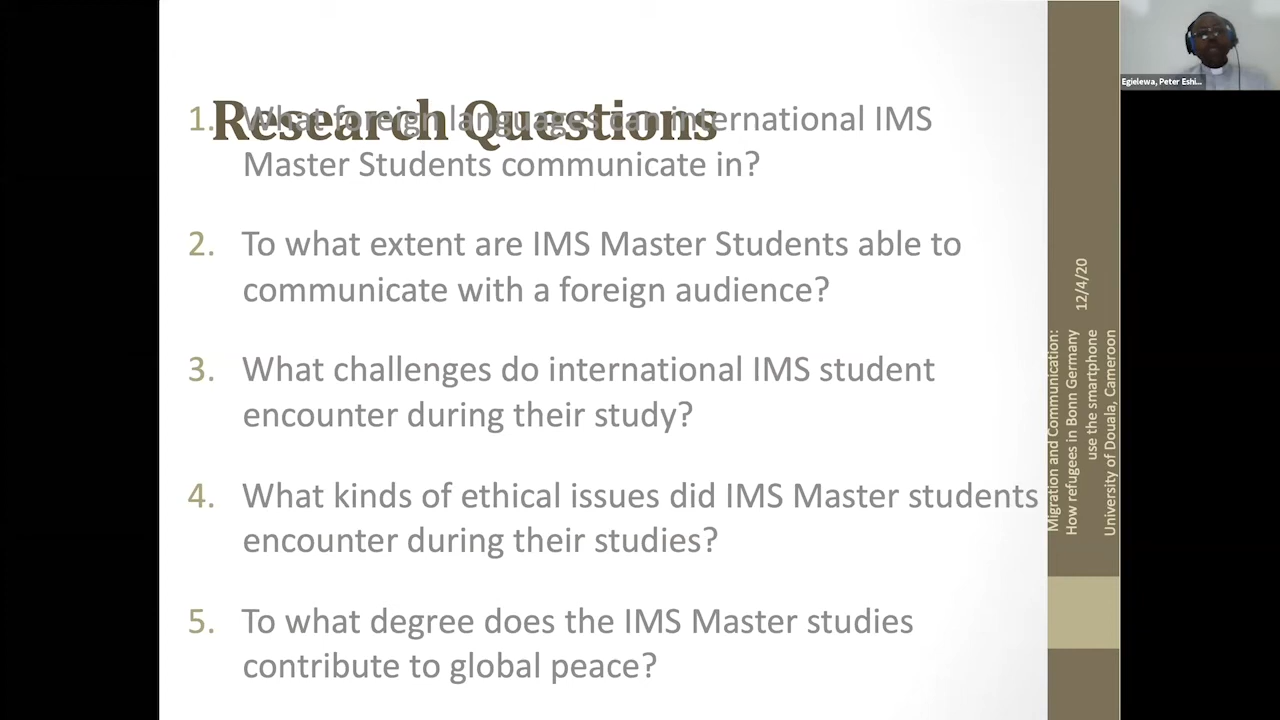 Research Questions
1. What foreign languages can international IMS
Master Students communicate in?
2. To what extent are IMS Master Students able to
communicate with a foreign audience?
3. What challenges do international IMS student
encounter during their study?
4. What kinds of ethical issues did IMS Master students
encounter during their studies?
5. To what degree does the IMS Master studies
contribute to global peace?
12/4/20
Migration and Communication:
How refugees in Bonn Germany
use the smartphone
University of Douala, Cameroon
Egielewa, Peter Eshi...